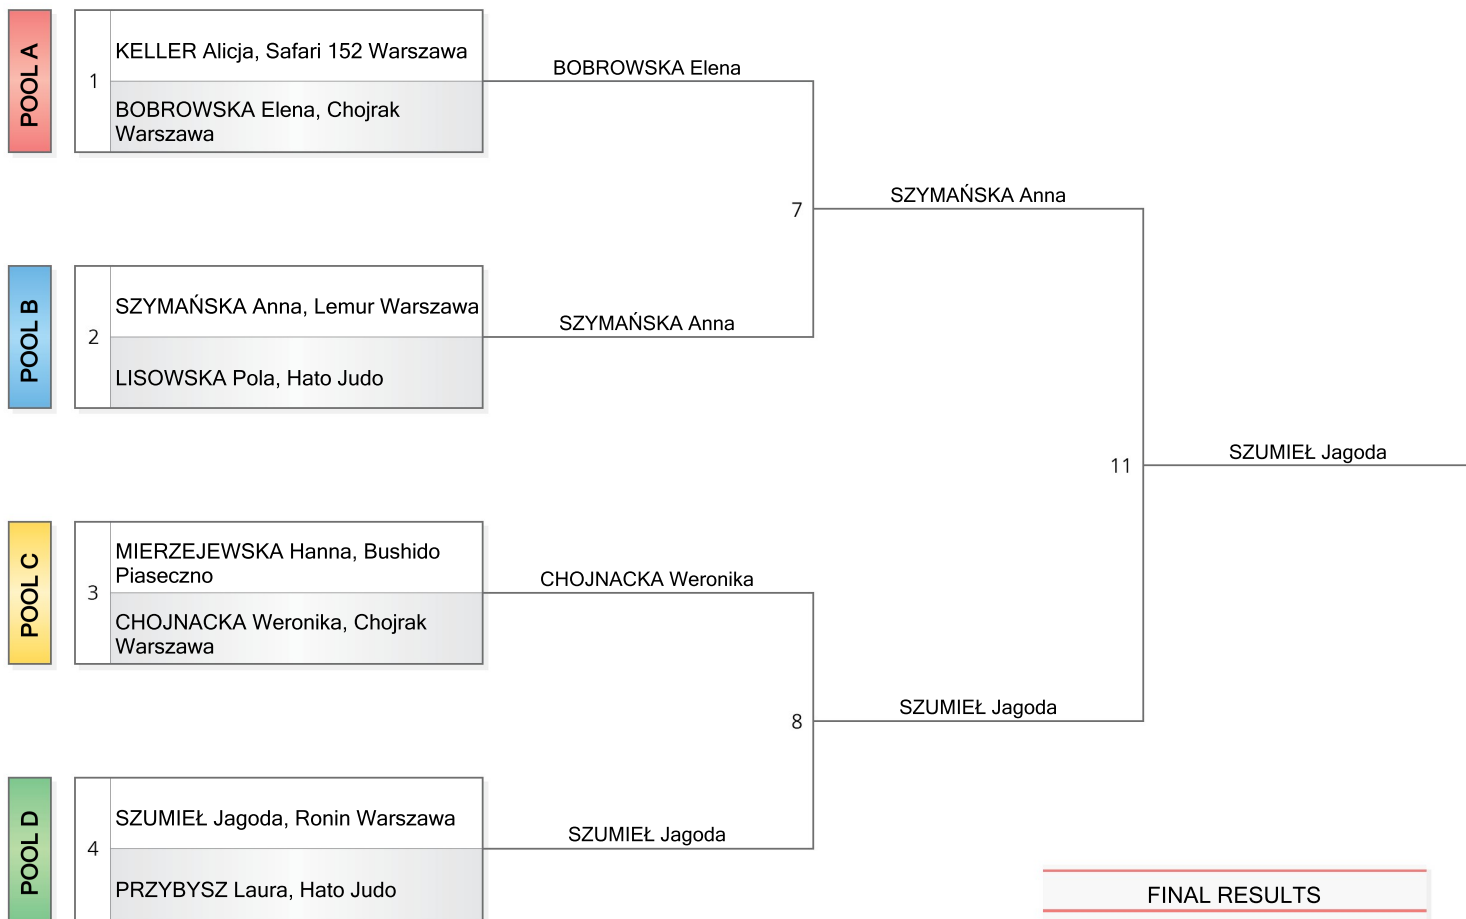 POOL A
1
KELLER Alicja, Safari 152 Warszawa
BOBROWSKA Elena, Chojrak
Warszawa
BOBROWSKA Elena
7
SZYMAŃSKA Anna
POOL B
2
SZYMAŃSKA Anna, Lemur Warszawa
LISOWSKA Pola, Hato Judo
SZYMAŃSKA Anna
11
SZUMIEŁ Jagoda
POOL C
3
MIERZEJEWSKA Hanna, Bushido
Piaseczno
CHOJNACKA Weronika, Chojrak
Warszawa
CHOJNACKA Weronika
8
SZUMIEŁ Jagoda
POOL D
4
SZUMIEŁ Jagoda, Ronin Warszawa
PRZYBYSZ Laura, Hato Judo
SZUMIEŁ Jagoda
FINAL RESULTS